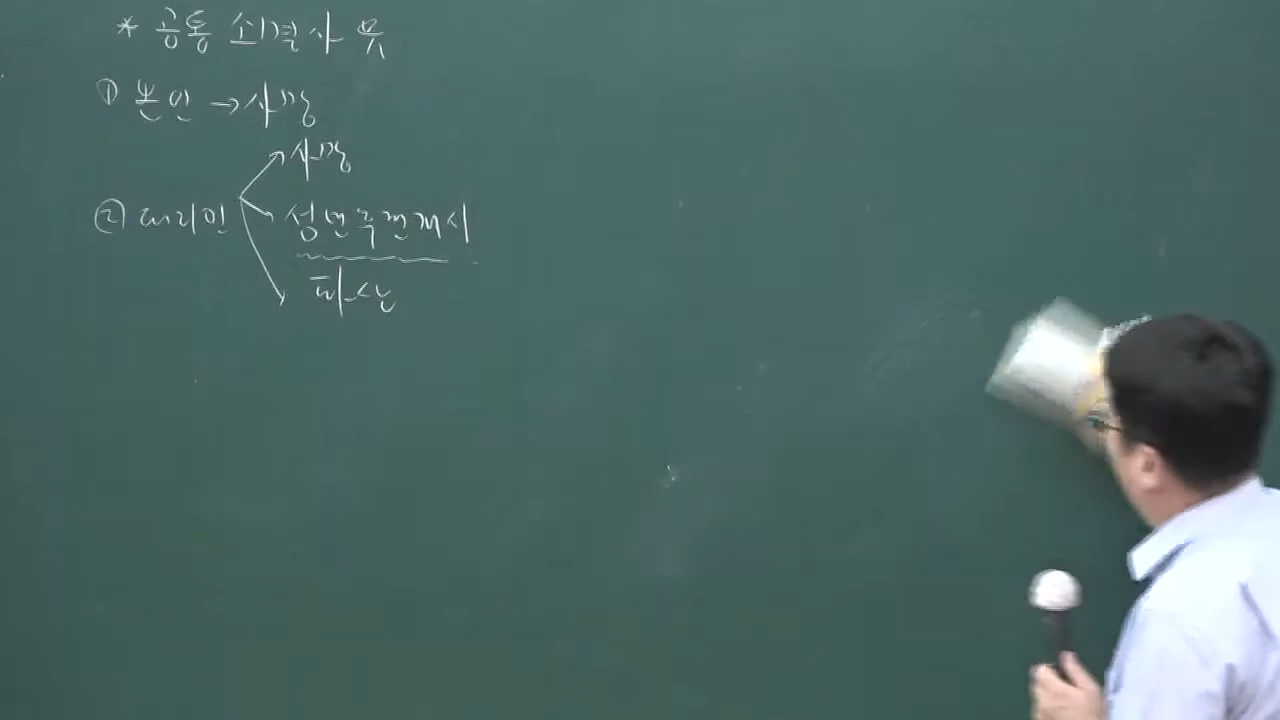 * 공통 소멸사유
① 본인 → 사망
사망
② 대리인 성년후견개시
파산